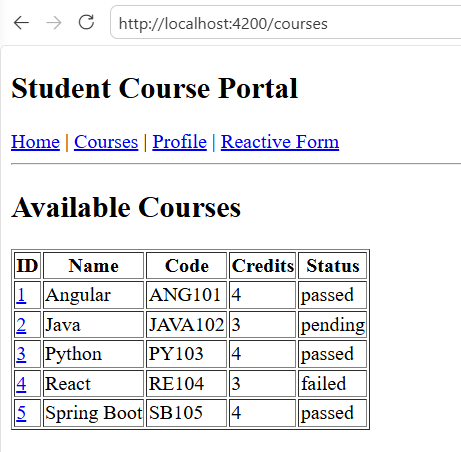 http://localhost:4200/courses
Student Course Portal
Home | Courses | Profile | Reactive Form
Available Courses
ID Name Code Credits Status
1 Angular ANG101 4 passed
2 Java JAVA102 3 pending
3 Python PY103 4 passed
4 React RE104 3 failed
5 Spring Boot SB105 4 passed